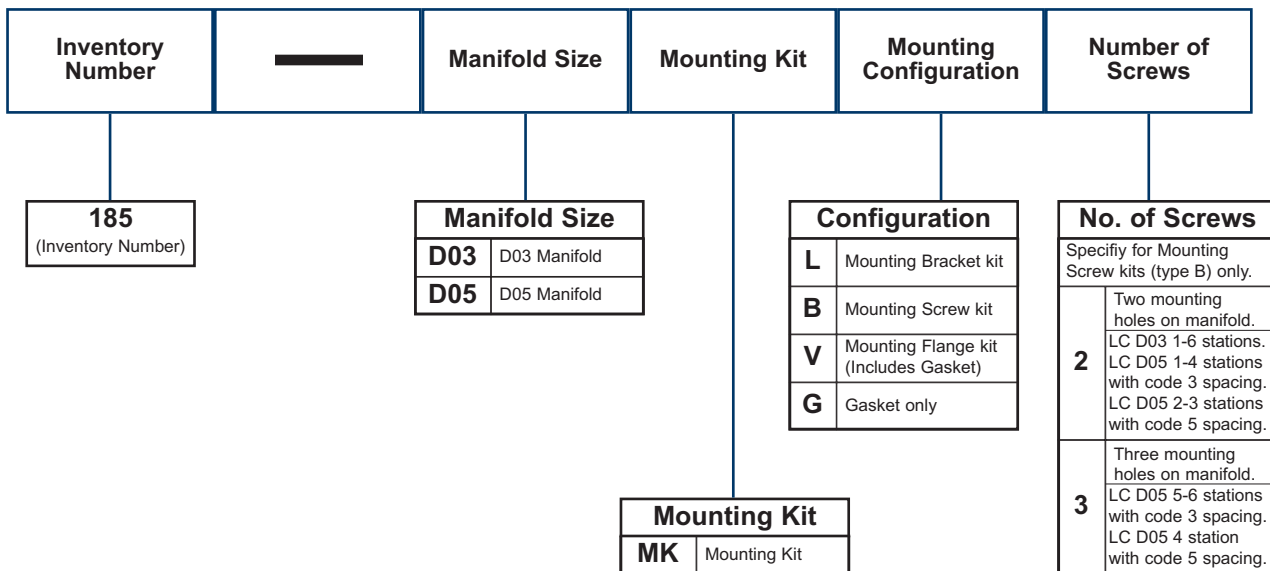 Inventory
Number
Manifold Size
Mounting Kit
Mounting
Configuration
Number of
Screws
185
(Inventory Number)
Manifold Size
D03 D03 Manifold
D05 D05 Manifold
Mounting Kit
MK Mounting Kit
Configuration
L Mounting Bracket kit
B Mounting Screw kit
V Mounting Flange kit
(Includes Gasket)
G Gasket only
No. of Screws
Specifiy for Mounting
Screw kits (type B) only.
2
Two mounting
holes on manifold.
LC D03 1-6 stations.
LC D05 1-4 stations
with code 3 spacing.
LC D05 2-3 stations
with code 5 spacing.
3
Three mounting
holes on manifold.
LC D05 5-6 stations
with code 3 spacing.
LC D05 4 station
with code 5 spacing.